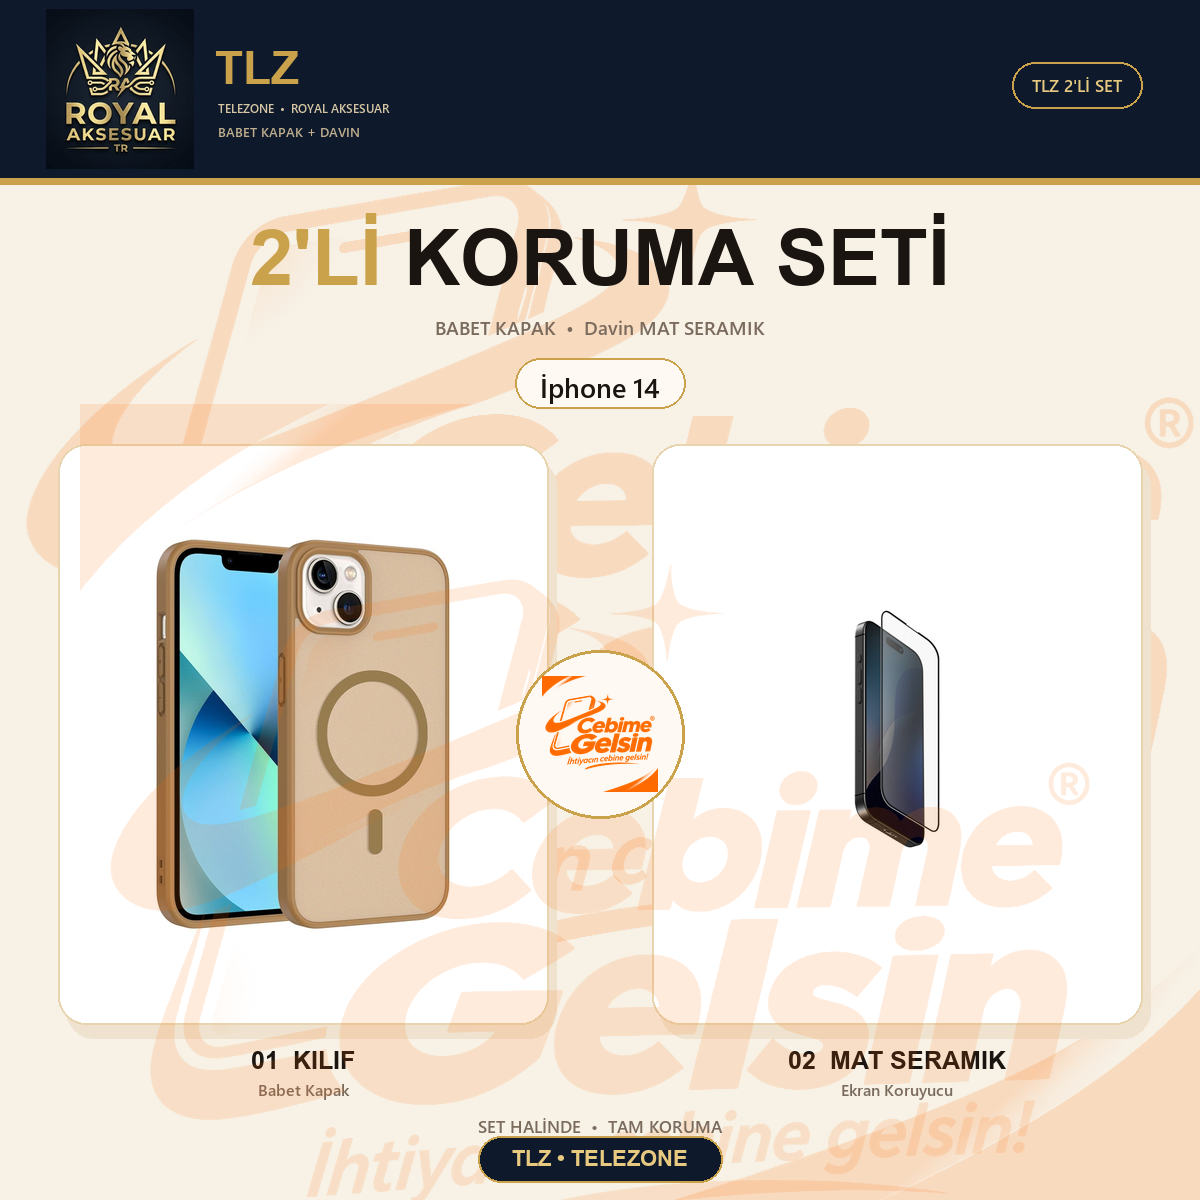 ROYAL
AKSESUAR
TR
TLZ
TELEZONE • ROYAL AKSESUAR
BABET KAPAK + DAVIN
TLZ 2'Lİ SET
2'Lİ KORUMA SETİ
BABET KAPAK • Davin MAT SERAMIK
İphone 14
Cebime
Gelsin
İhtiyacın cebine gelsin!
Cebime
Gelsin
®
01 KILIF
Babet Kapak
02 MAT SERAMIK
Ekran Koruyucu
SET HALİNDE • TAM KORUMA
TLZ • TELEZONE